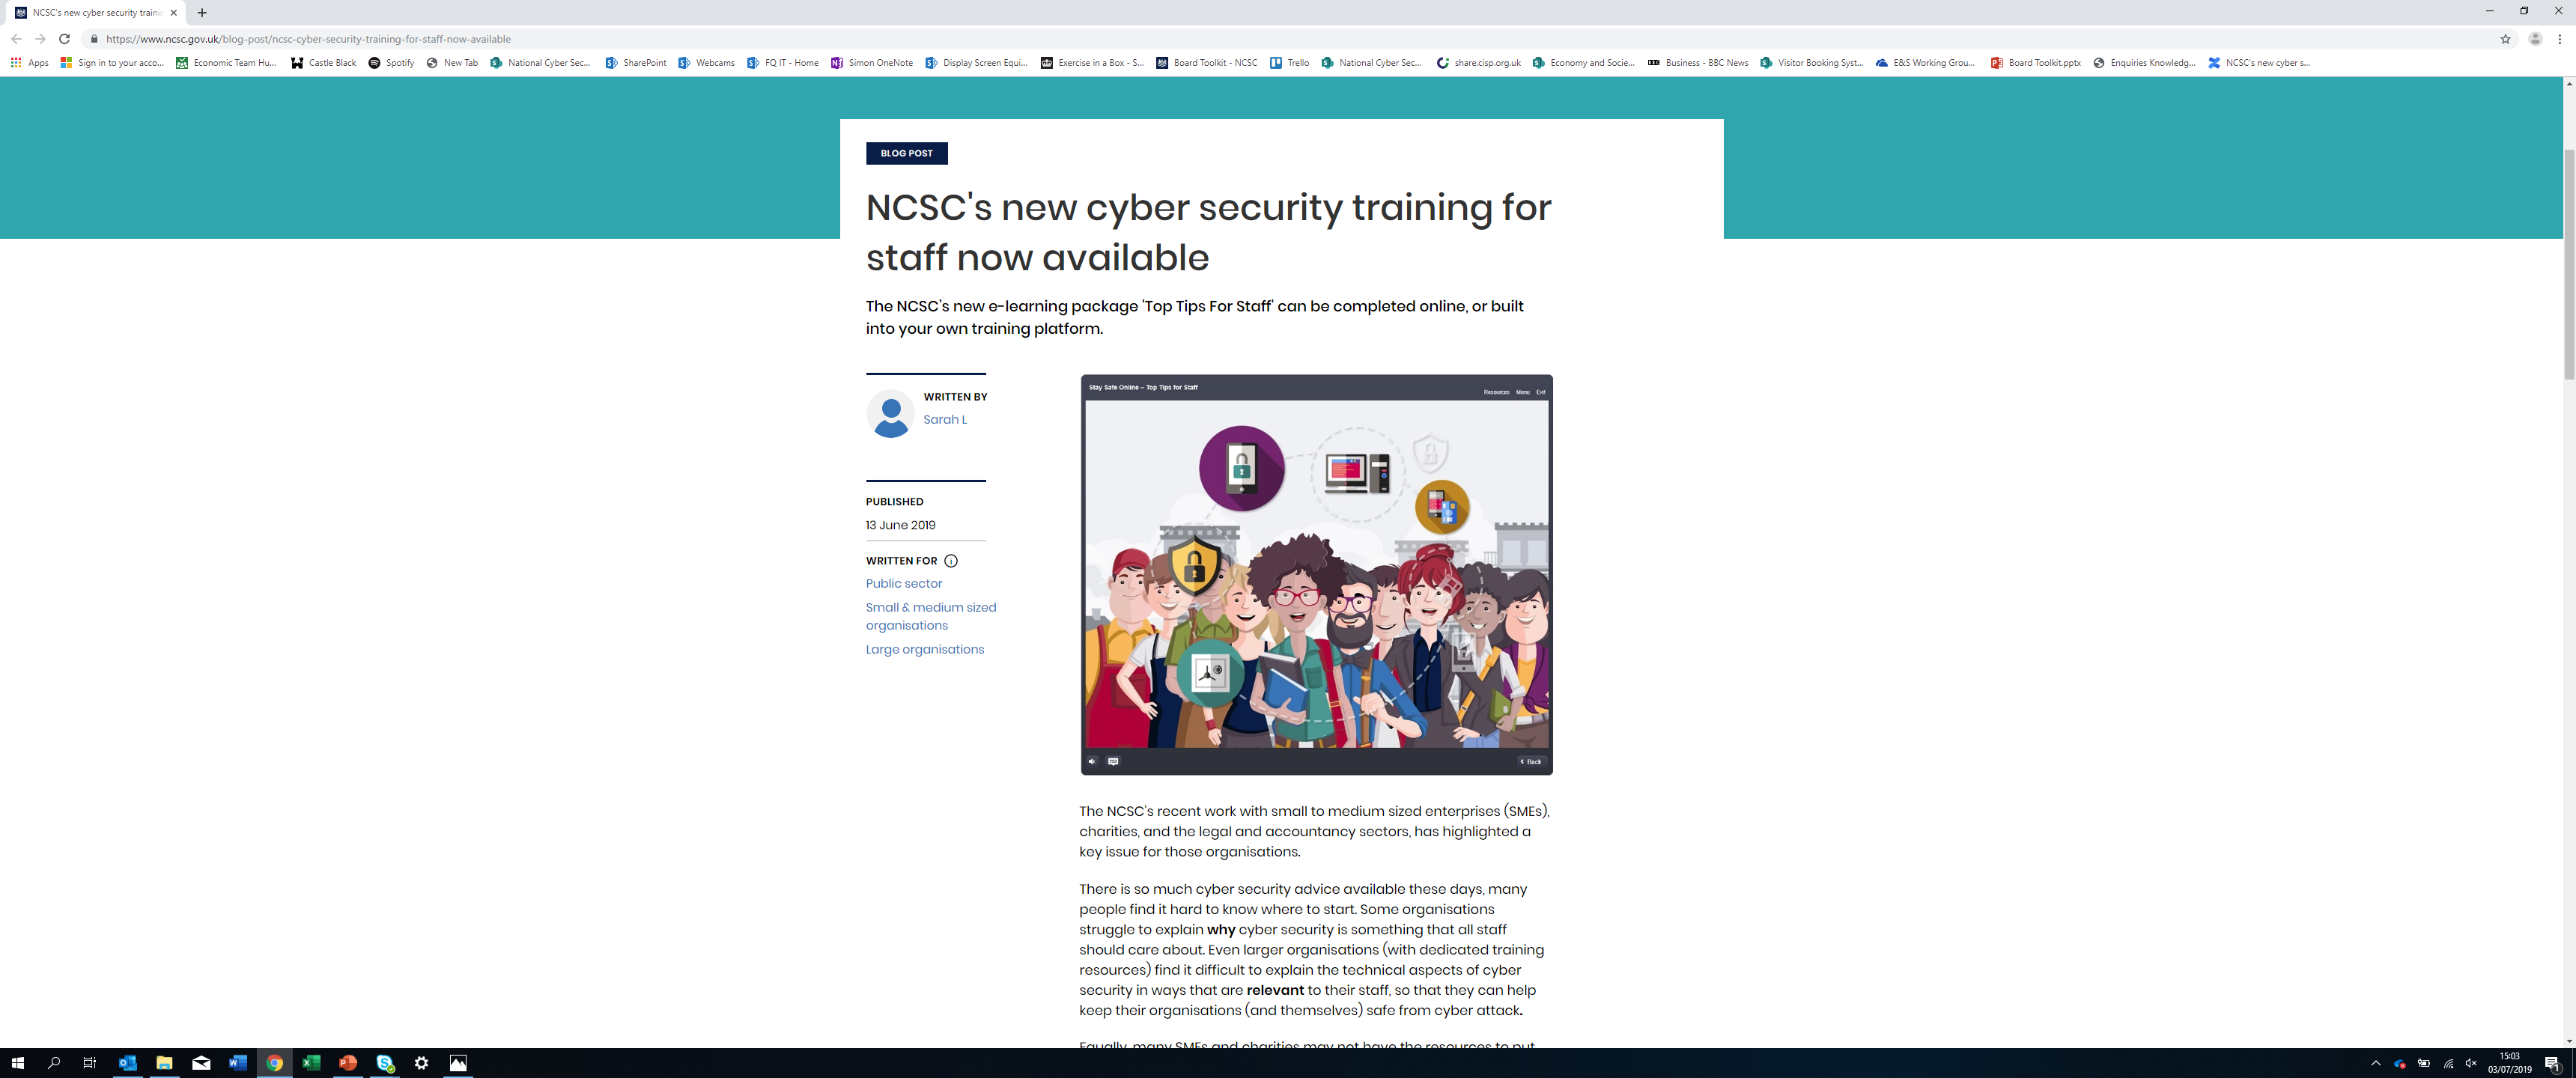 NCSC's new cyber security trainin
https://www.ncsc.gov.uk/blog-post/ncsc-cyber-security-training-for-staff-now-available
Apps Sign in to your acco... Economic Team Hu... Castle Black Spotify New Tab National Cyber Sec... SharePoint Webcams FQ IT - Home Simon OneNote Display Screen Equi... Exercise in a Box - S... Board Toolkit - NCSC Trello National Cyber Sec... share.cisp.org.uk Economy and Socie... Business - BBC News Visitor Booking Syst... E&S Working Grou... Board Toolkit.pptx Enquiries Knowledg... NCSC's new cyber s...
BLOG POST
NCSC's new cyber security training for
staff now available
The NCSC's new e-learning package 'Top Tips For Staff' can be completed online, or built
into your own training platform.
WRITTEN BY
Sarah L
PUBLISHED
13 June 2019
WRITTEN FOR
Public sector
Small & medium sized
organisations
Large organisations
Stay Safe Online – Top Tips for Staff
Resources Menu Exit
Back
The NCSC's recent work with small to medium sized enterprises (SMEs),
charities, and the legal and accountancy sectors, has highlighted a
key issue for those organisations.
There is so much cyber security advice available these days, many
people find it hard to know where to start. Some organisations
struggle to explain why cyber security is something that all staff
should care about. Even larger organisations (with dedicated training
resources) find it difficult to explain the technical aspects of cyber
security in ways that are relevant to their staff, so that they can help
keep their organisations (and themselves) safe from cyber attack.
Equally, many SMEs and charities may not have the resources to put
15:03
03/07/2019